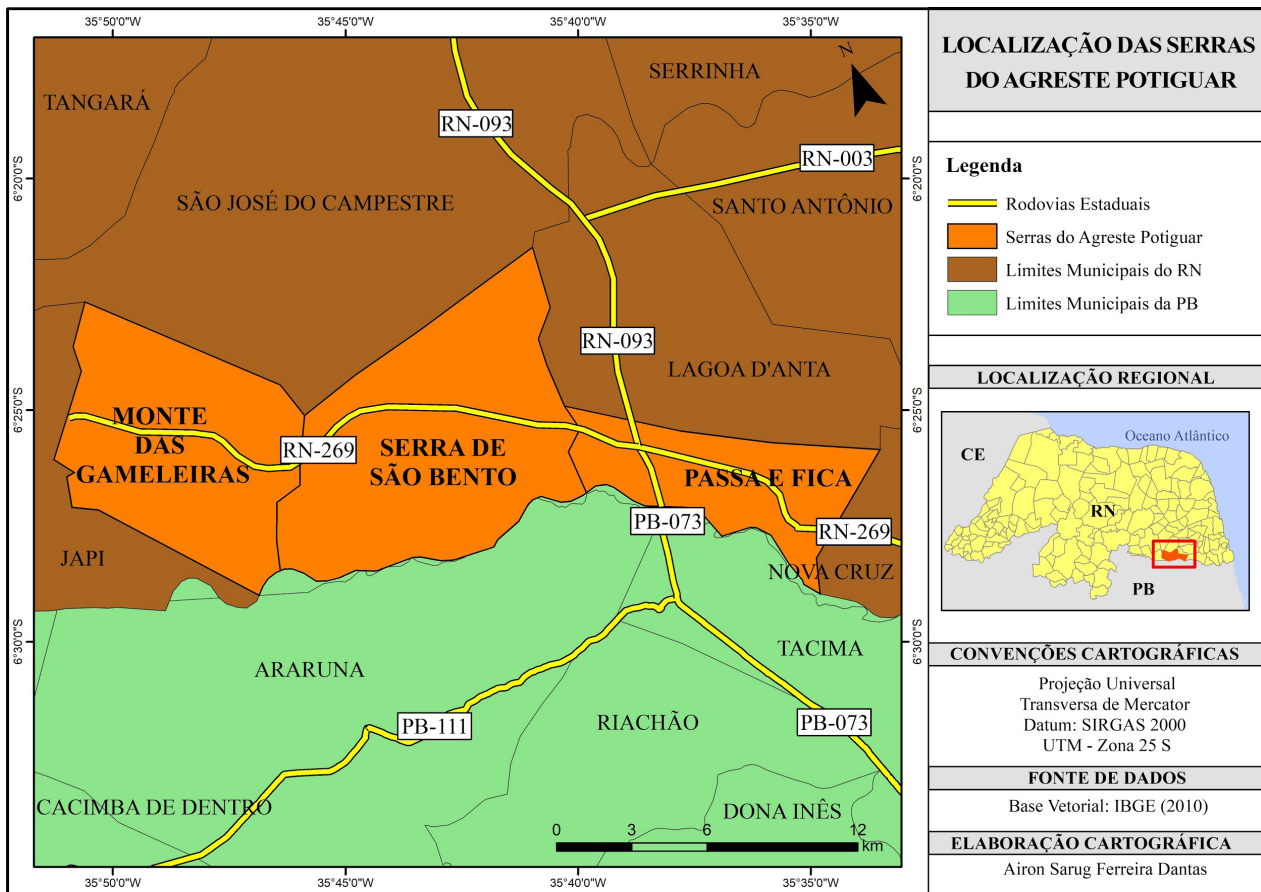 35°50'0"W
35°45'0"W
35°40'0"W
35°35'0"W
6°20'0"S
6°25'0"S
6°30'0"S
6°20'0"S
6°25'0"S
6°30'0"S
35°50'0"W
35°45'0"W
35°40'0"W
35°35'0"W
N
SERRINHA
TANGARÁ
RN-093
RN-003
SÃO JOSÉ DO CAMPESTRE
SANTO ANTÔNIO
RN-093
LAGOA D'ANTA
MONTE
DAS
GAMELEIRAS
RN-269
SERRA DE
SÃO BENTO
PASSA E FICA
PB-073
RN-269
JAPI
NOVA CRUZ
ARARUNA
TACIMA
PB-111
RIACHÃO
PB-073
CACIMBA DE DENTRO
DONA INÊS
0 3 6 12
km
LOCALIZAÇÃO DAS SERRAS
DO AGRESTE POTIGUAR
Legenda
Rodovias Estaduais
Serras do Agreste Potiguar
Limites Municipais do RN
Limites Municipais da PB
LOCALIZAÇÃO REGIONAL
Oceano Atlântico
CE
RN
PB
CONVENÇÕES CARTOGRÁFICAS
Projeção Universal
Transversa de Mercator
Datum: SIRGAS 2000
UTM - Zona 25 S
FONTE DE DADOS
Base Vetorial: IBGE (2010)
ELABORAÇÃO CARTOGRÁFICA
Airon Sarug Ferreira Dantas